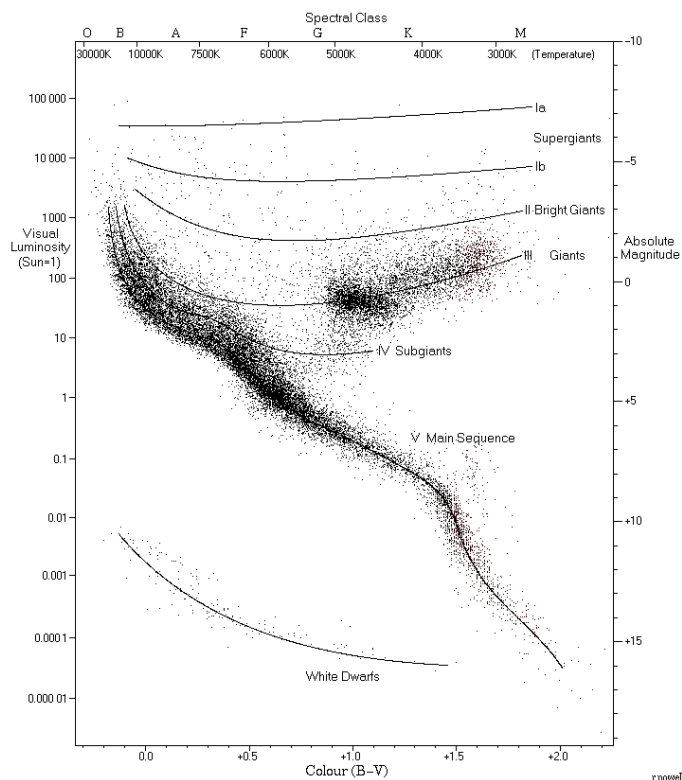 Spectral Class
O B A F G K M
30000K 10000K 7500K 6000K 5000K 4000K 3000K (Temperature)
-10
100 000
Ia
Supergiants
10 000
Ib
-5
1000
II Bright Giants
Visual
Luminosity
(Sun=1)
Absolute
Magnitude
III Giants
100
0
10
IV Subgiants
1
+5
V Main Sequence
0.1
0.01
+10
0.001
0.0001
+15
White Dwarfs
0.000 01
0.0 +0.5 +1.0 +1.5 +2.0
Colour (B-V)